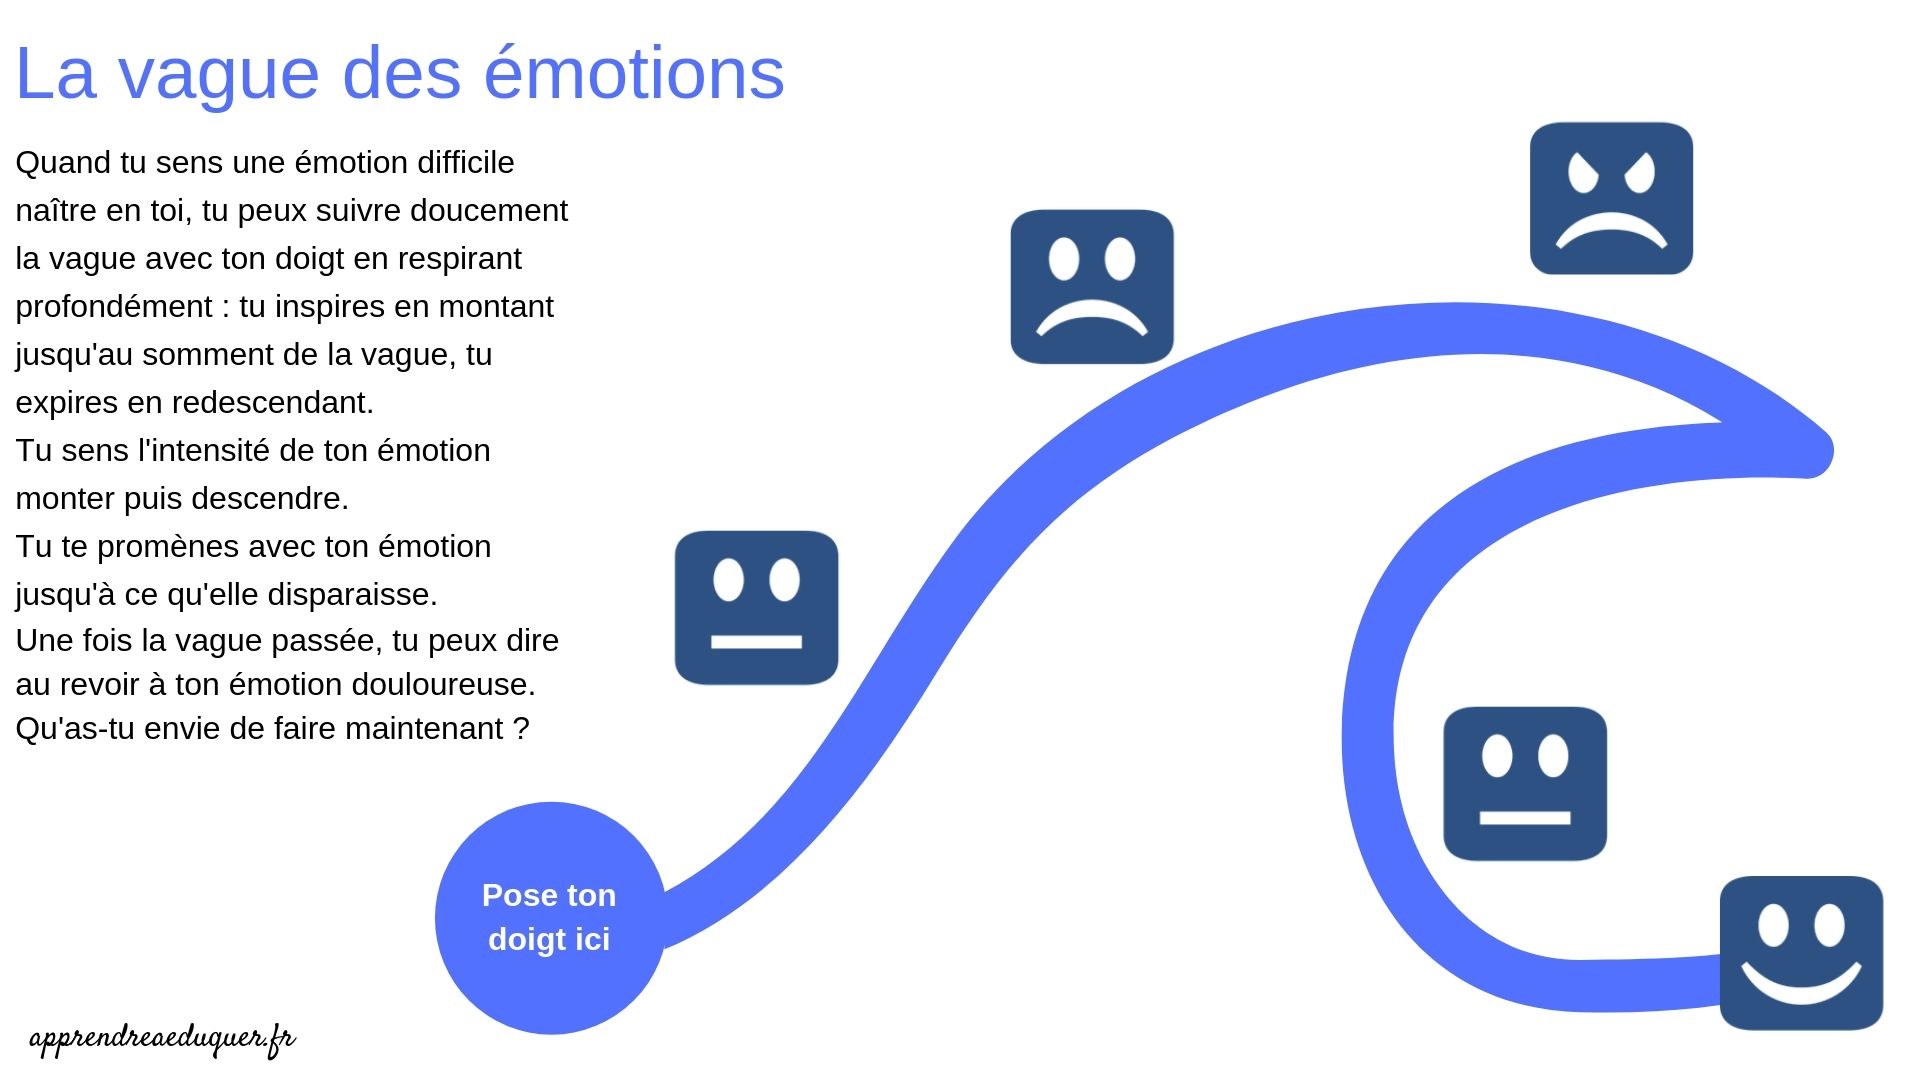 La vague des émotions
Quand tu sens une émotion difficile
naître en toi, tu peux suivre doucement
la vague avec ton doigt en respirant
profondément : tu inspires en montant
jusqu'au somment de la vague, tu
expires en redescendant.
Tu sens l'intensité de ton émotion
monter puis descendre.
Tu te promènes avec ton émotion
jusqu'à ce qu'elle disparaisse.
Une fois la vague passée, tu peux dire
au revoir à ton émotion douloureuse.
Qu'as-tu envie de faire maintenant ?
Pose ton
doigt ici
apprendreaeduquer.fr